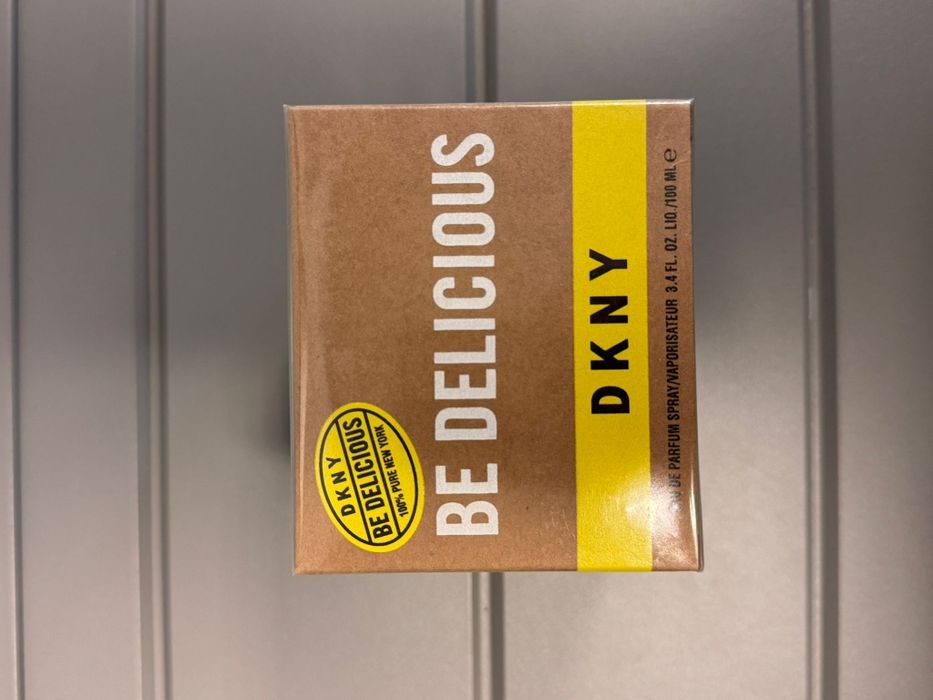 DKNY
BE DELICIOUS
100% PURE NEW YORK
BE DELICIOUS
DKNY
DE PARFUM SPRAY/VAPORISATEUR 3.4 FL. OZ. LIQ./100 ML ℮